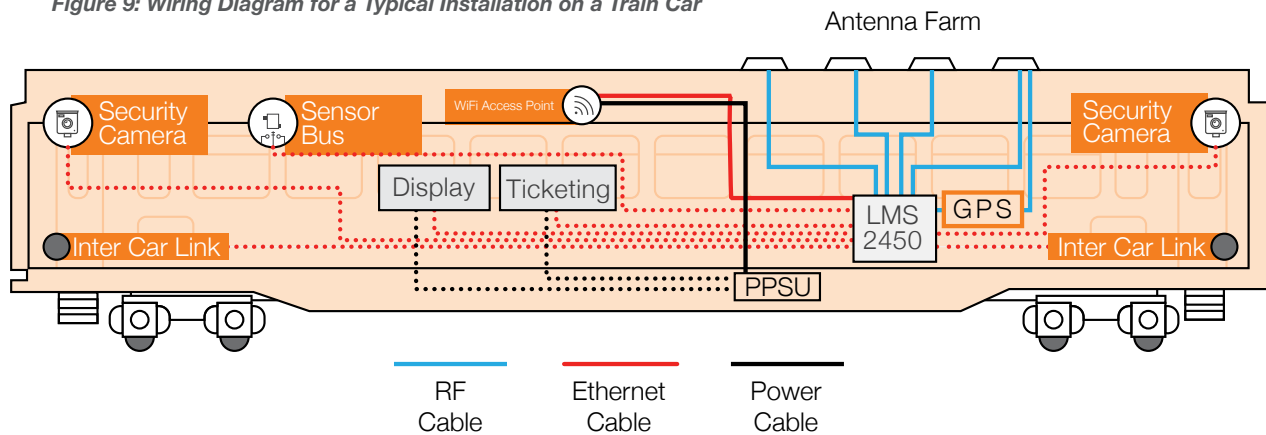 Figure 9: Wiring Diagram for a Typical Installation on a Train Car
Antenna Farm
Security
Camera
Sensor
Bus
WiFi Access Point
Security
Camera
Display
Ticketing
LMS
2450
GPS
Inter Car Link
Inter Car Link
PPSU
RF
Cable
Ethernet
Cable
Power
Cable